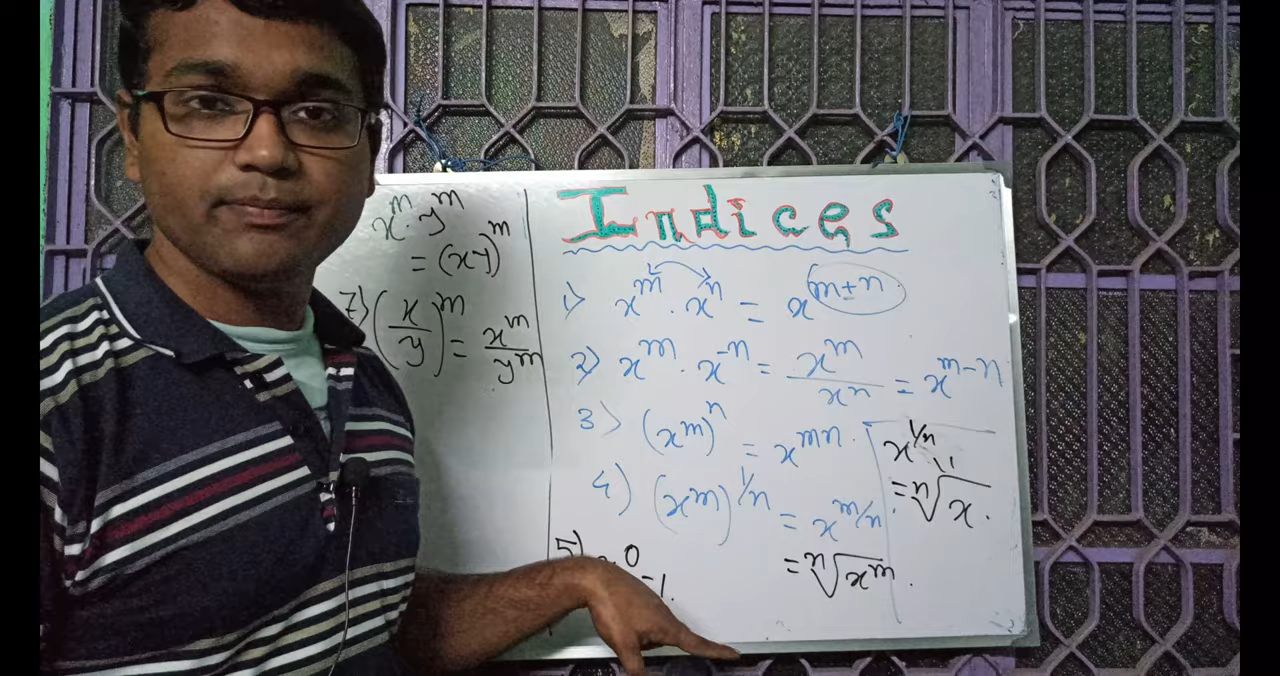 x^m · y^m
= (xy)^m
7) (x/y)^m = x^m/y^m
Indices
1) x^m · x^n = x^(m+n)
2) x^m · x^-n = x^m/x^n = x^m-n
3) (x^m)^n = x^mn.
4) (x^m)^1/n = x^m/n.
= ⁿ√x^m.
x^1/n
= ⁿ√x.
5)
0
=1.